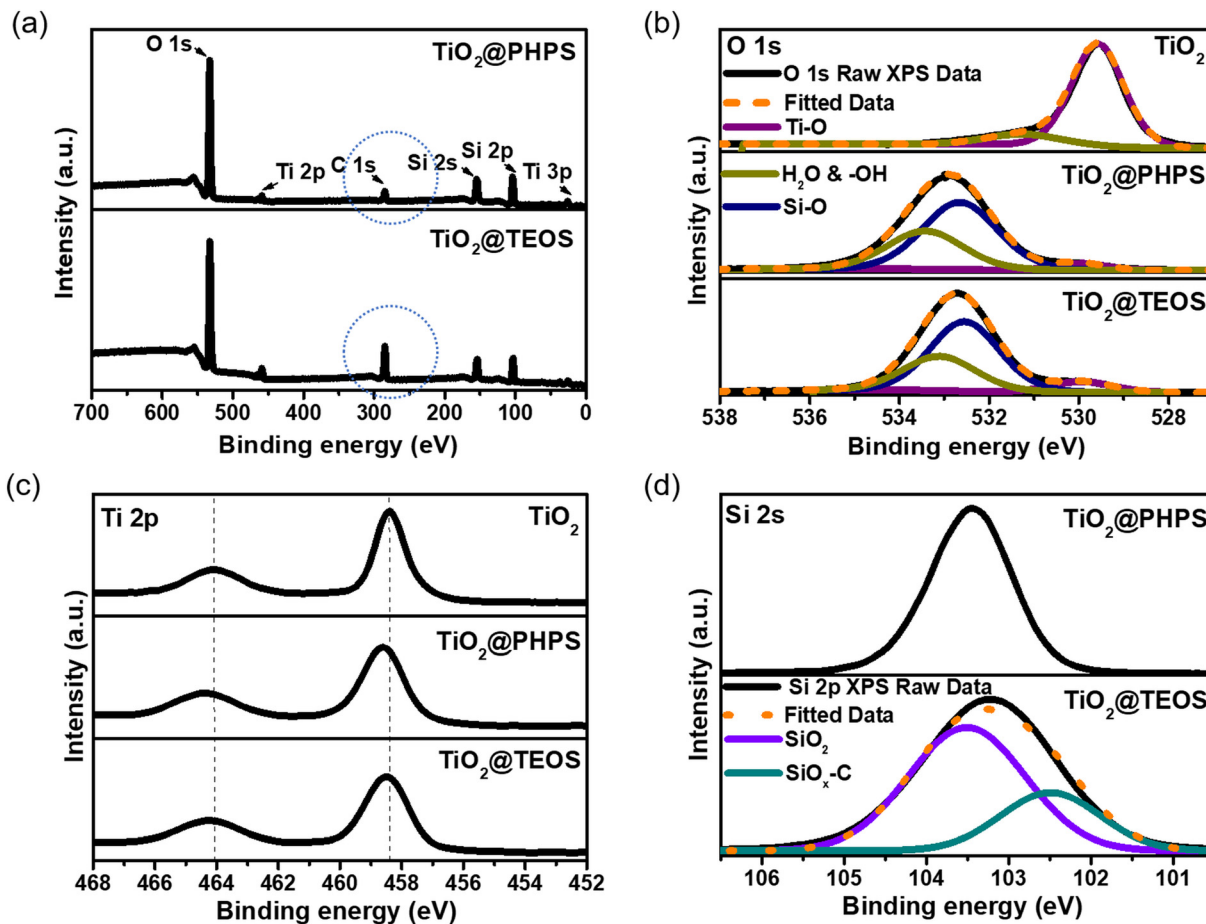 (a)
O 1s
TiO2@PHPS
Ti 2p
C 1s
Si 2s
Si 2p
Ti 3p
TiO2@TEOS
Intensity (a.u.)
700 600 500 400 300 200 100 0
Binding energy (eV)
(b)
O 1s
TiO2
O 1s Raw XPS Data
Fitted Data
Ti-O
H2O & -OH
TiO2@PHPS
Si-O
TiO2@TEOS
Intensity (a.u.)
538 536 534 532 530 528
Binding energy (eV)
(c)
Ti 2p
TiO2
TiO2@PHPS
TiO2@TEOS
Intensity (a.u.)
468 466 464 462 460 458 456 454 452
Binding energy (eV)
(d)
Si 2s
TiO2@PHPS
Si 2p XPS Raw Data
TiO2@TEOS
Fitted Data
SiO2
SiOx-C
Intensity (a.u.)
106 105 104 103 102 101
Binding energy (eV)